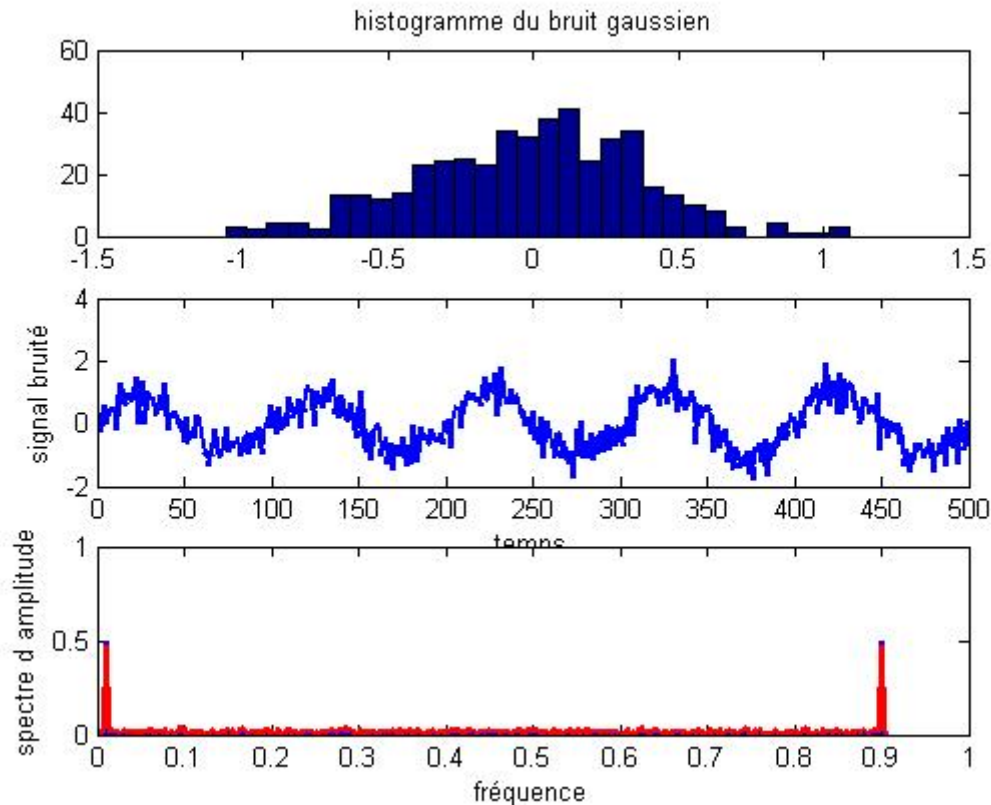 histogramme du bruit gaussien
60
40
20
0
-1.5 -1 -0.5 0 0.5 1 1.5
signal bruité
4
2
0
-2
0 50 100 150 200 250 300 350 400 450 500
temps
spectre d amplitude
1
0.5
0
0 0.1 0.2 0.3 0.4 0.5 0.6 0.7 0.8 0.9 1
fréquence